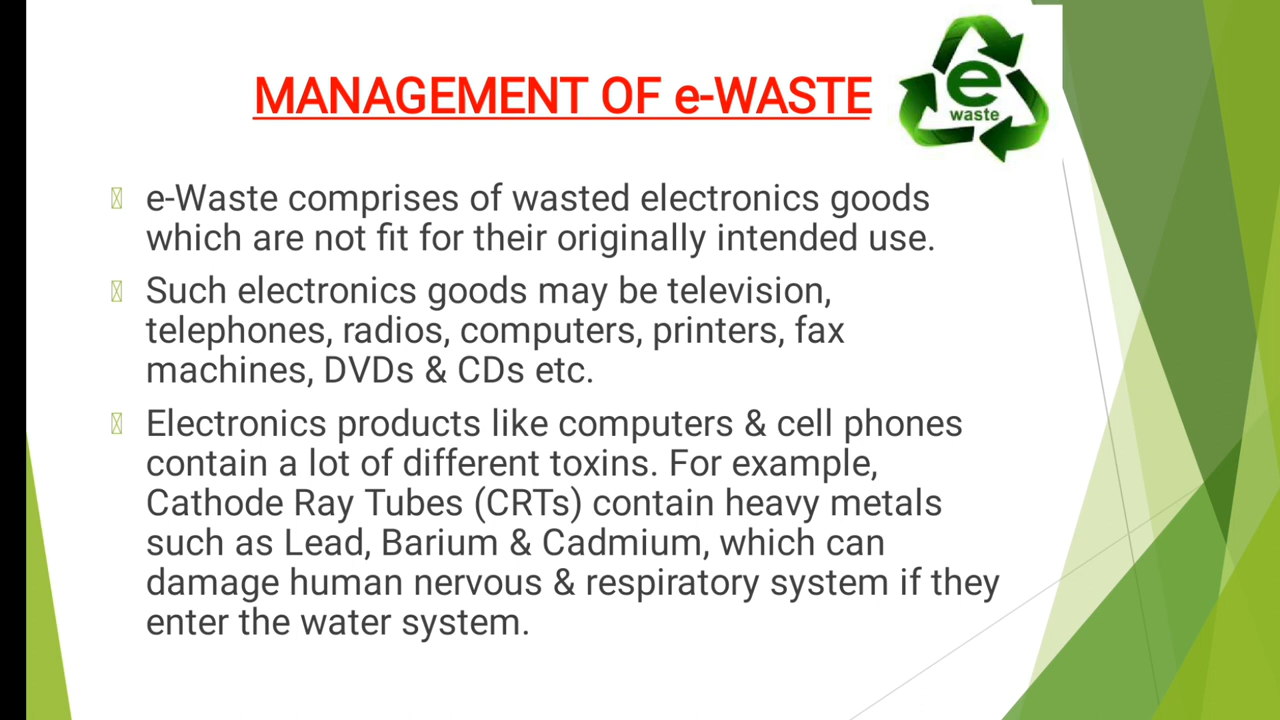 MANAGEMENT OF e-WASTE
e
waste
e-Waste comprises of wasted electronics goods
which are not fit for their originally intended use.
Such electronics goods may be television,
telephones, radios, computers, printers, fax
machines, DVDs & CDs etc.
Electronics products like computers & cell phones
contain a lot of different toxins. For example,
Cathode Ray Tubes (CRTs) contain heavy metals
such as Lead, Barium & Cadmium, which can
damage human nervous & respiratory system if they
enter the water system.